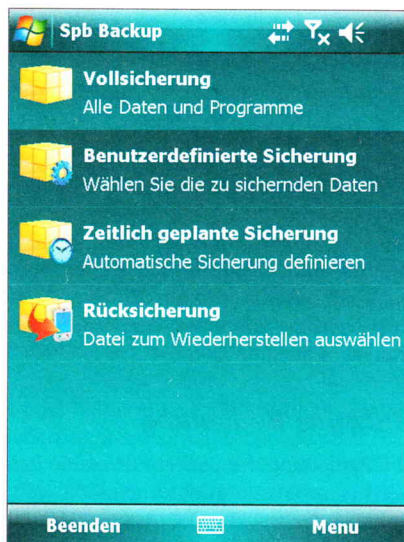 Spb Backup
Vollsicherung
Alle Daten und Programme
Benutzerdefinierte Sicherung
Wählen Sie die zu sichernden Daten
Zeitlich geplante Sicherung
Automatische Sicherung definieren
Rücksicherung
Datei zum Wiederherstellen auswählen
Beenden
Menu